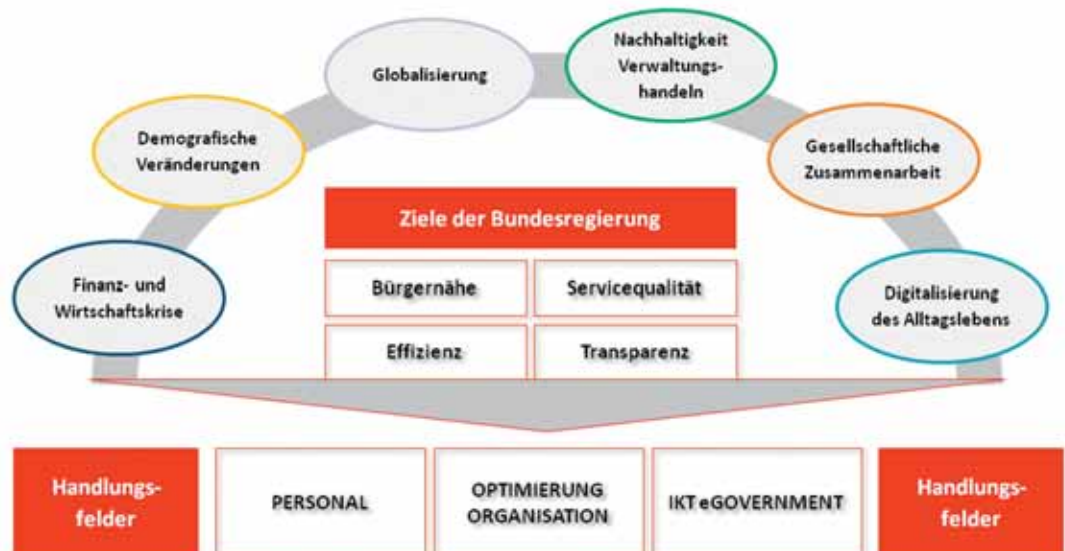 Globalisierung
Nachhaltigkeit
Verwaltungs-
handeln
Demografische
Veränderungen
Gesellschaftliche
Zusammenarbeit
Finanz- und
Wirtschaftskrise
Digitalisierung
des Alltagslebens
Ziele der Bundesregierung
Bürgernähe
Servicequalität
Effizienz
Transparenz
Handlungs-
felder
PERSONAL
OPTIMIERUNG
ORGANISATION
IKT eGOVERNMENT
Handlungs-
felder